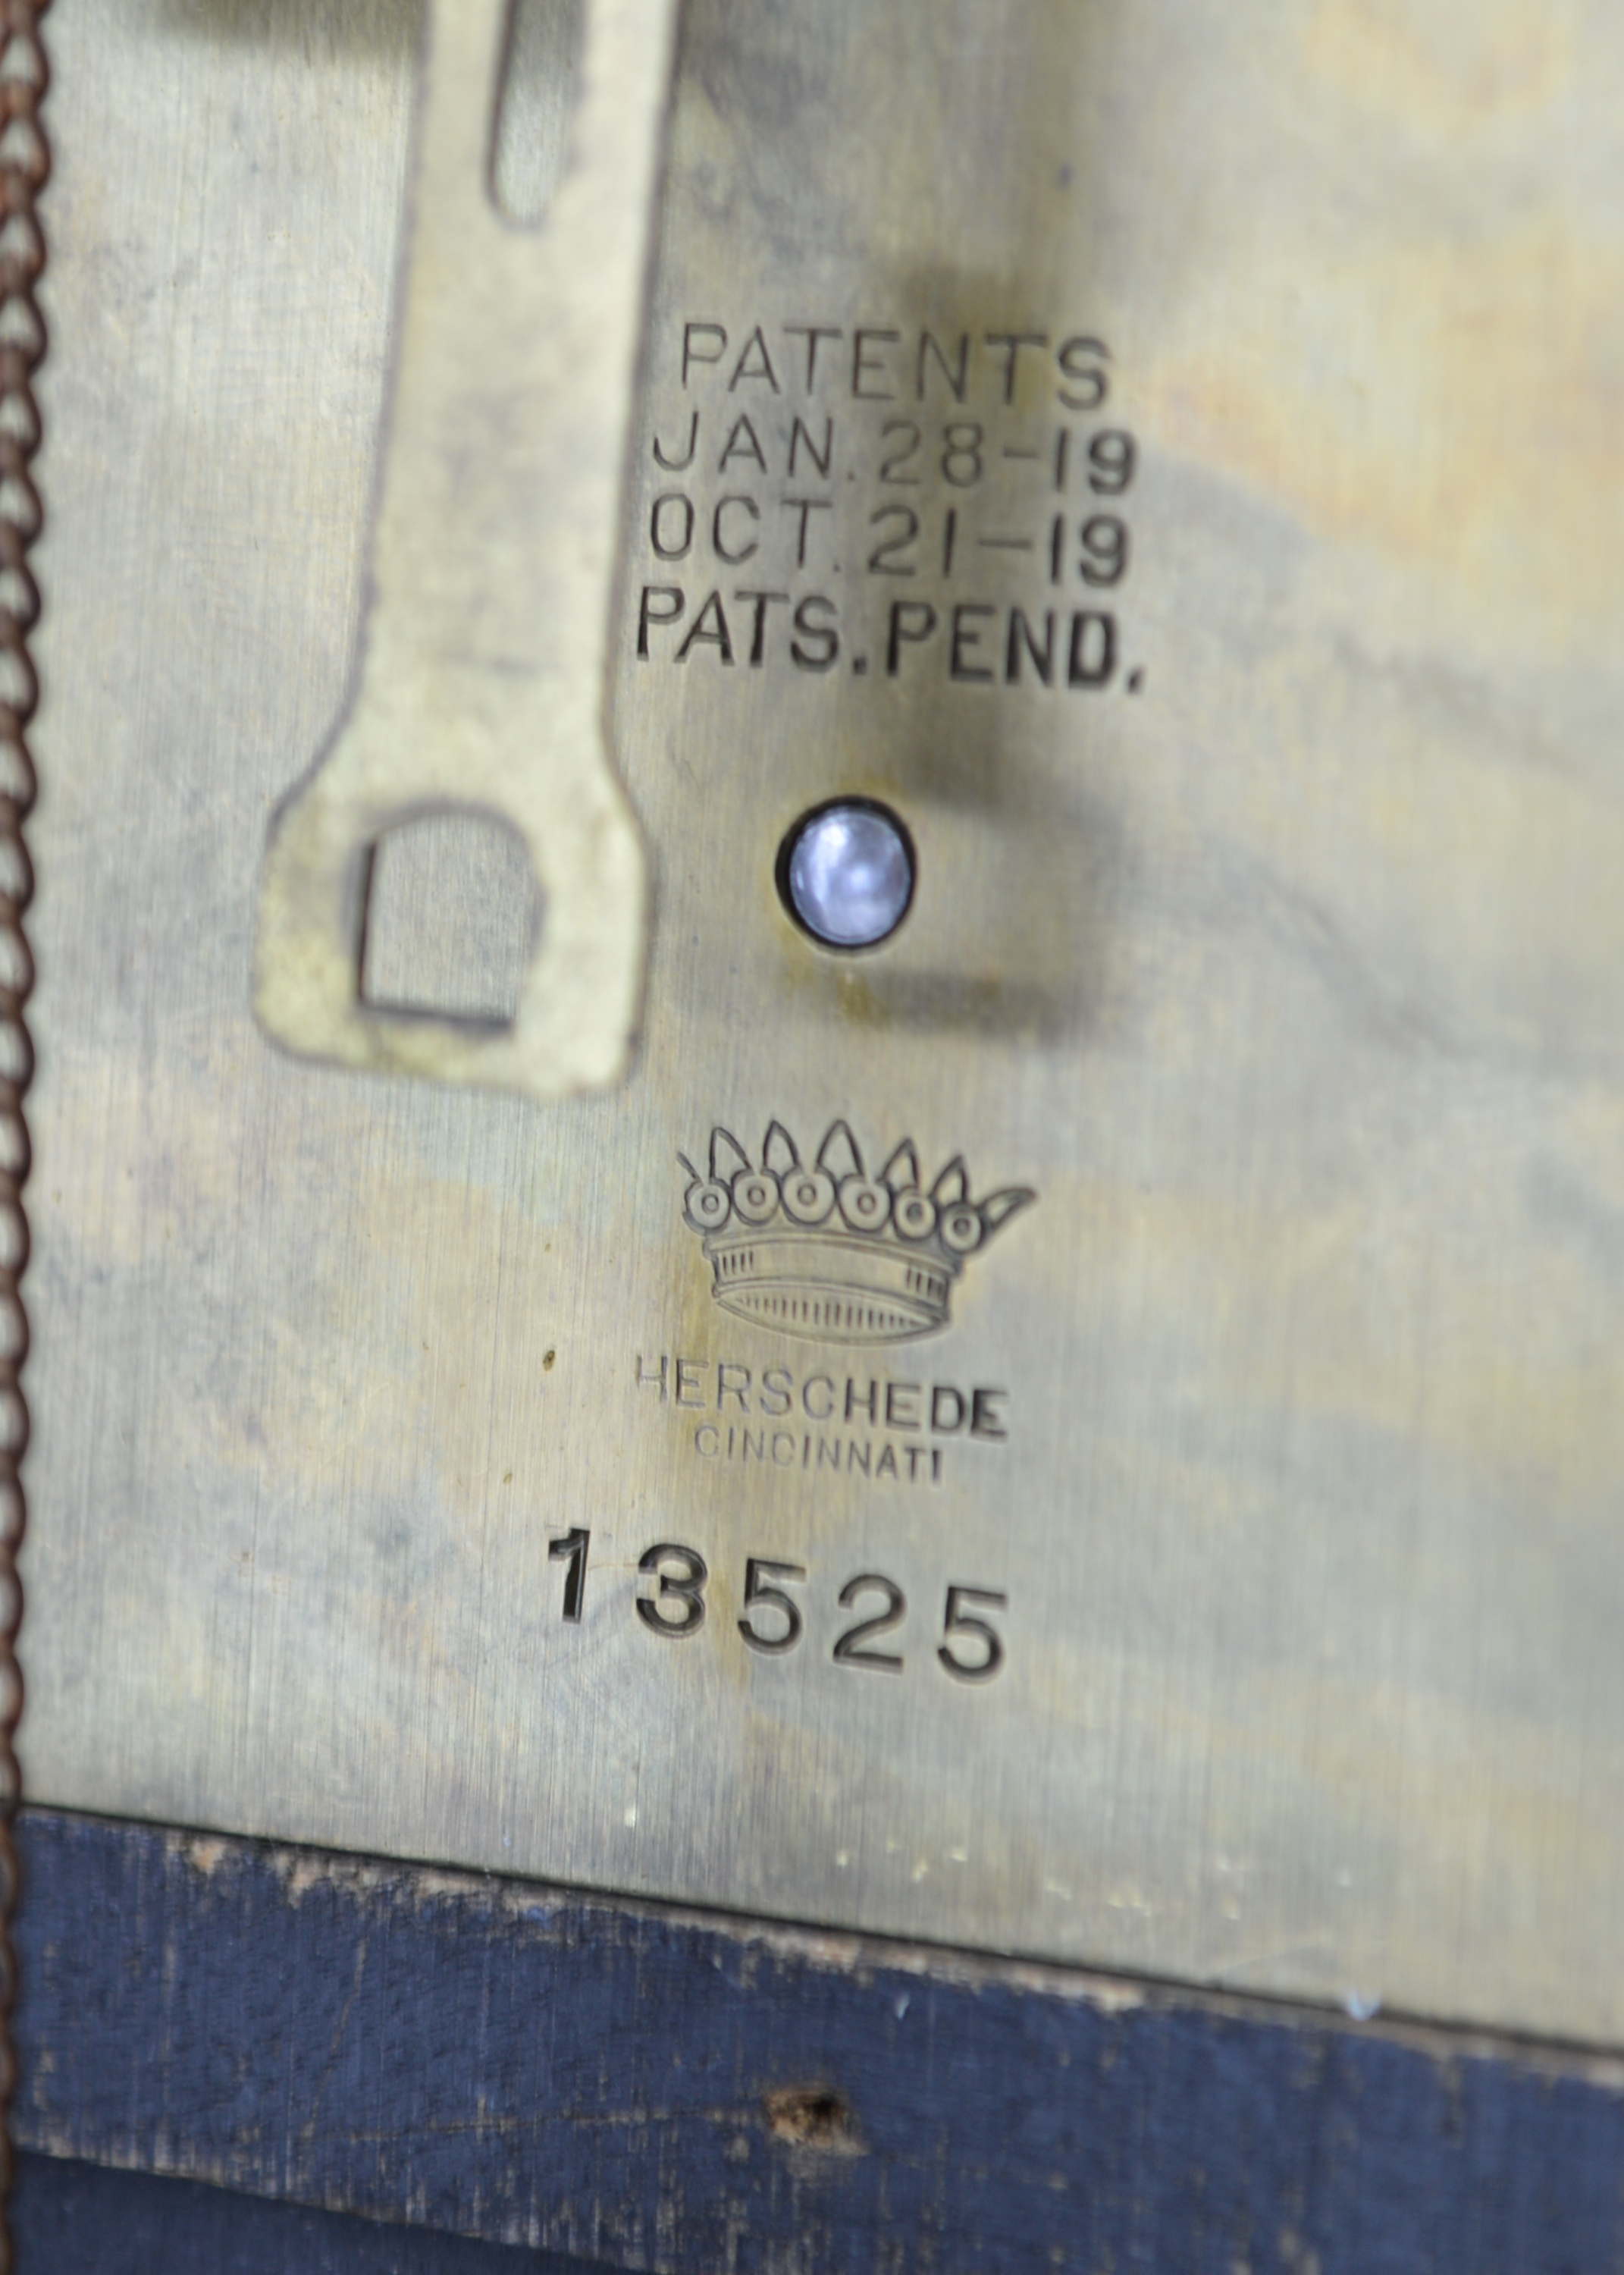 PATENTS
JAN. 28-19
OCT. 21-19
PATS. PEND.
HERSCHEDE
CINCINNATI
13525